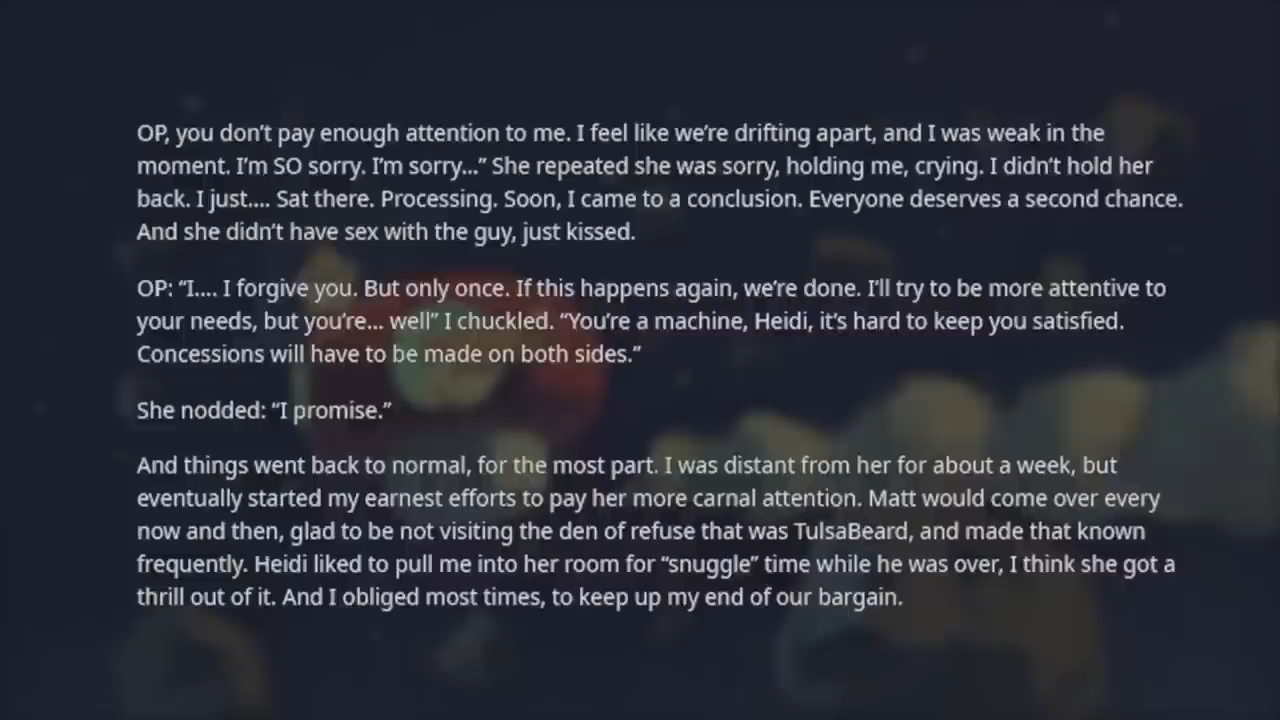 OP, you don’t pay enough attention to me. I feel like we’re drifting apart, and I was weak in the
moment. I’m SO sorry. I’m sorry...” She repeated she was sorry, holding me, crying. I didn’t hold her
back. I just.... Sat there. Processing. Soon, I came to a conclusion. Everyone deserves a second chance.
And she didn’t have sex with the guy, just kissed.
OP: “I.... I forgive you. But only once. If this happens again, we’re done. I’ll try to be more attentive to
your needs, but you’re... well” I chuckled. “You’re a machine, Heidi, it’s hard to keep you satisfied.
Concessions will have to be made on both sides.”
She nodded: “I promise.”
And things went back to normal, for the most part. I was distant from her for about a week, but
eventually started my earnest efforts to pay her more carnal attention. Matt would come over every
now and then, glad to be not visiting the den of refuse that was TulsaBeard, and made that known
frequently. Heidi liked to pull me into her room for “snuggle” time while he was over, I think she got a
thrill out of it. And I obliged most times, to keep up my end of our bargain.